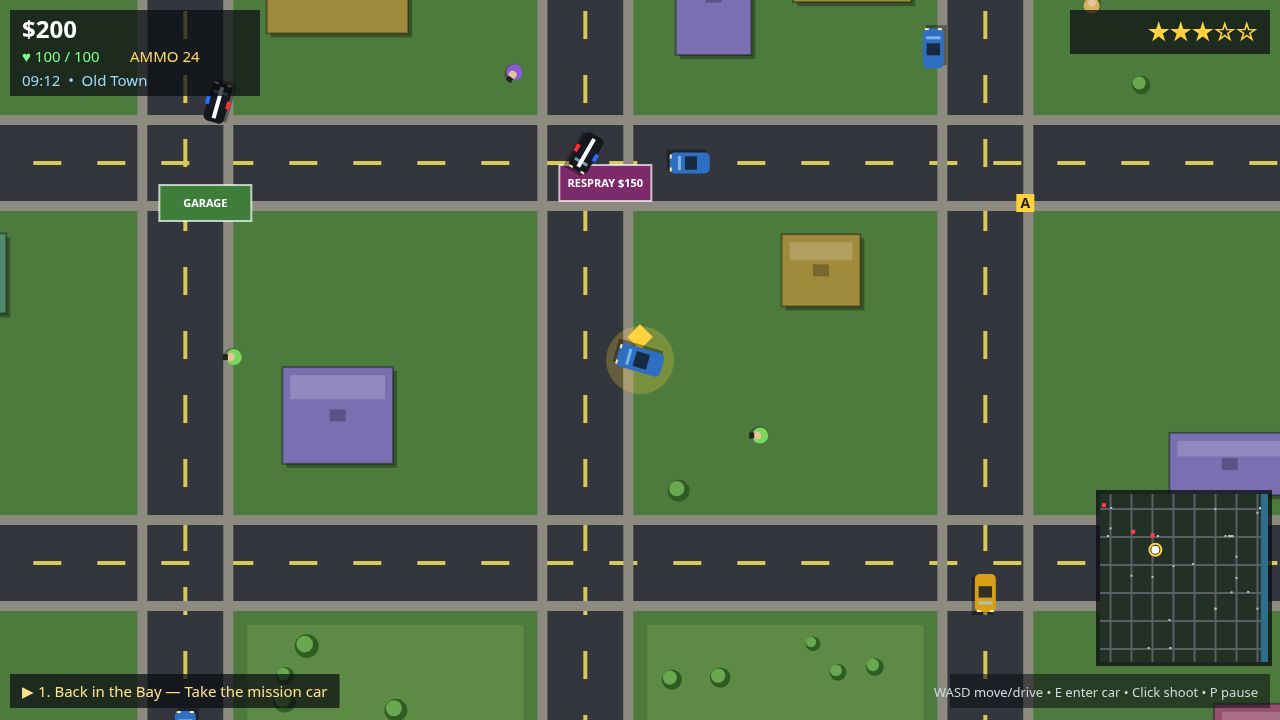 $200
♥ 100 / 100 AMMO 24
09:12 • Old Town
★★★☆☆
RESPRAY $150
GARAGE
A
▶ 1. Back in the Bay — Take the mission car
WASD move/drive • E enter car • Click shoot • P pause